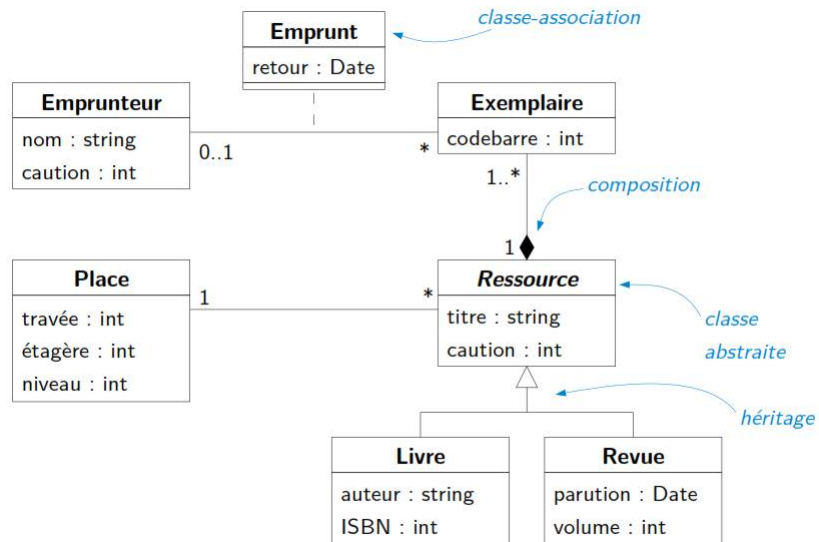 Emprunt
retour : Date
classe-association
Emprunteur
nom : string
caution : int
0..1
*
Exemplaire
codebarre : int
1..*
composition
1
Place
travée : int
étagère : int
niveau : int
1
*
Ressource
titre : string
caution : int
classe
abstraite
héritage
Livre
auteur : string
ISBN : int
Revue
parution : Date
volume : int